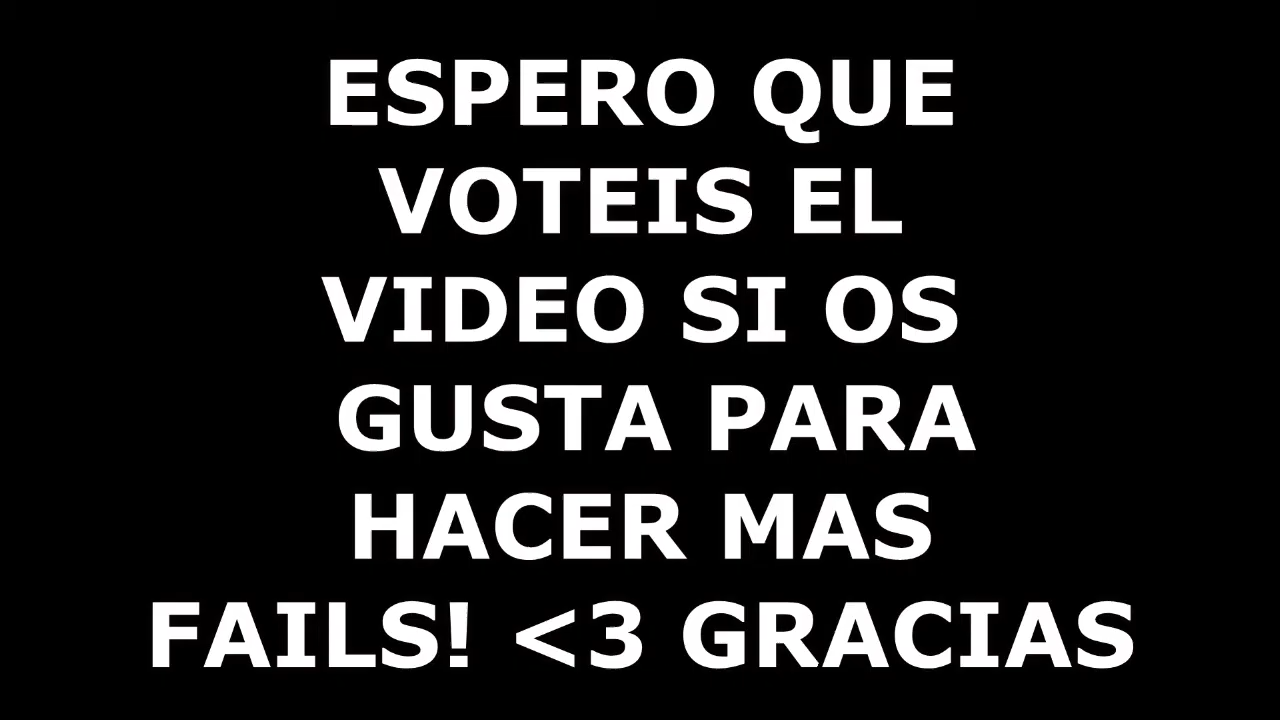 ESPERO QUE
VOTEIS EL
VIDEO SI OS
GUSTA PARA
HACER MAS
FAILS! <3 GRACIAS